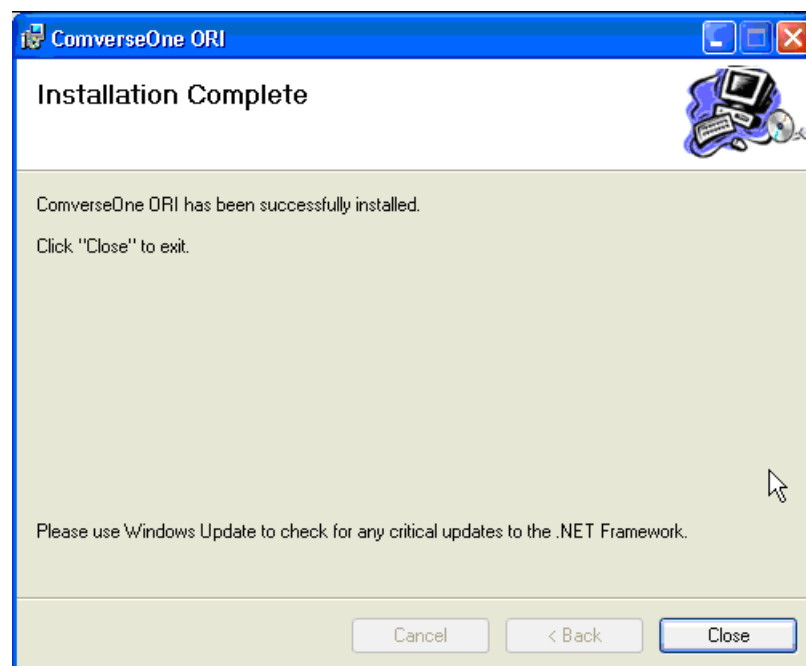 ComverseOne ORI
Installation Complete
ComverseOne ORI has been successfully installed.
Click "Close" to exit.
Please use Windows Update to check for any critical updates to the .NET Framework.
Cancel
< Back
Close